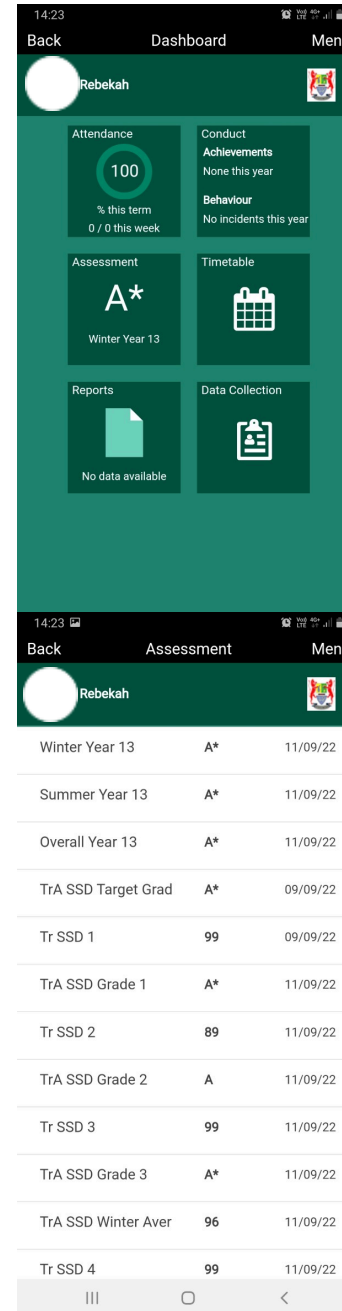 14:23 Vo)) LTE 4G+
Back Dashboard Men
Rebekah
Attendance
100
% this term
0 / 0 this week
Conduct
Achievements
None this year
Behaviour
No incidents this year
Assessment
A*
Winter Year 13
Timetable
Reports
No data available
Data Collection
14:23 Vo)) LTE 4G+
Back Assessment Men
Rebekah
Winter Year 13 A* 11/09/22
Summer Year 13 A* 11/09/22
Overall Year 13 A* 11/09/22
TrA SSD Target Grad A* 09/09/22
Tr SSD 1 99 09/09/22
TrA SSD Grade 1 A* 11/09/22
Tr SSD 2 89 11/09/22
TrA SSD Grade 2 A 11/09/22
Tr SSD 3 99 11/09/22
TrA SSD Grade 3 A* 11/09/22
TrA SSD Winter Aver 96 11/09/22
Tr SSD 4 99 11/09/22